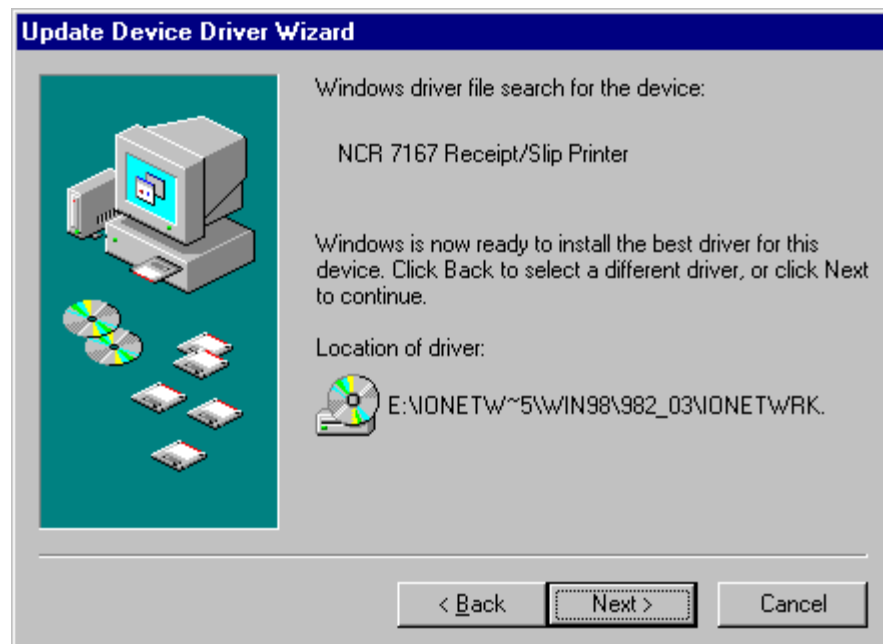 Update Device Driver Wizard
Windows driver file search for the device:
NCR 7167 Receipt/Slip Printer
Windows is now ready to install the best driver for this
device. Click Back to select a different driver, or click Next
to continue.
Location of driver:
E:\IONETW~5\WIN98\982_03\IONETWRK.
< Back
Next >
Cancel